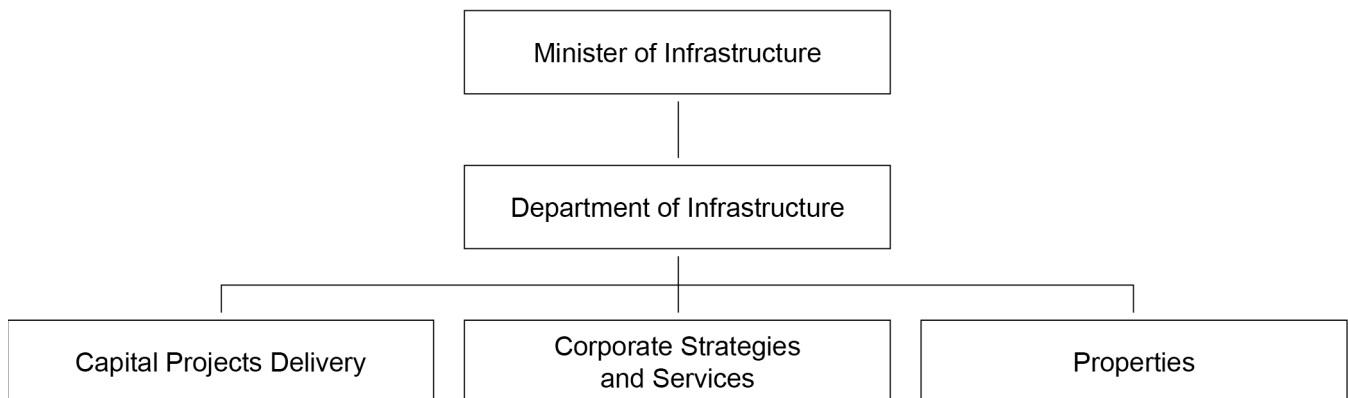 Minister of Infrastructure
Department of Infrastructure
Capital Projects Delivery
Corporate Strategies
and Services
Properties